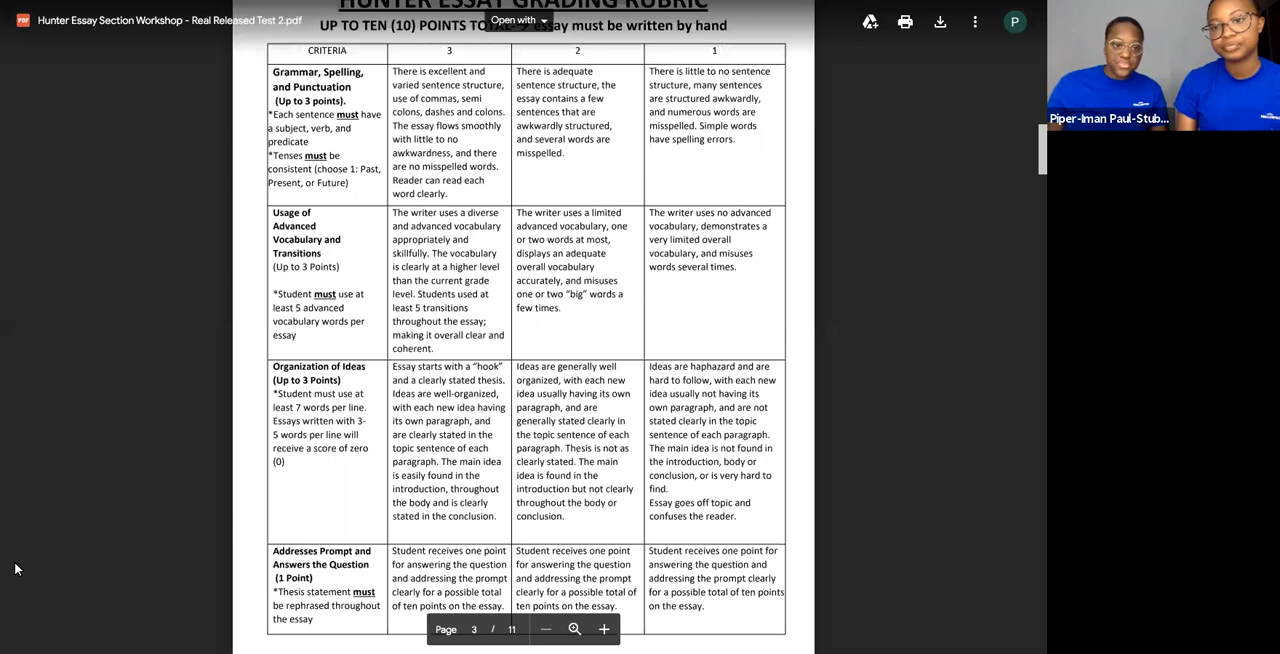 Hunter Essay Section Workshop - Real Released Test 2.pdf
Open with
P
HUNTER ESSAY GRADING RUBRIC
UP TO TEN (10) POINTS TOTAL essay must be written by hand
CRITERIA
3
2
1
Grammar, Spelling,
and Punctuation
(Up to 3 points).
*Each sentence must have
a subject, verb, and
predicate
*Tenses must be
consistent (choose 1: Past,
Present, or Future)
There is excellent and
varied sentence structure,
use of commas, semi
colons, dashes and colons.
The essay flows smoothly
with little to no
awkwardness, and there
are no misspelled words.
Reader can read each
word clearly.
There is adequate
sentence structure, the
essay contains a few
sentences that are
awkwardly structured,
and several words are
misspelled.
There is little to no sentence
structure, many sentences
are structured awkwardly,
and numerous words are
misspelled. Simple words
have spelling errors.
Usage of
Advanced
Vocabulary and
Transitions
(Up to 3 Points)
*Student must use at
least 5 advanced
vocabulary words per
essay
The writer uses a diverse
and advanced vocabulary
appropriately and
skillfully. The vocabulary
is clearly at a higher level
than the current grade
level. Students used at
least 5 transitions
throughout the essay;
making it overall clear and
coherent.
The writer uses a limited
advanced vocabulary, one
or two words at most,
displays an adequate
overall vocabulary
accurately, and misuses
one or two "big" words a
few times.
The writer uses no advanced
vocabulary, demonstrates a
very limited overall
vocabulary, and misuses
words several times.
Organization of Ideas
(Up to 3 Points)
*Student must use at
least 7 words per line.
Essays written with 3-
5 words per line will
receive a score of zero
(0)
Essay starts with a "hook"
and a clearly stated thesis.
Ideas are well-organized,
with each new idea having
its own paragraph, and
are clearly stated in the
topic sentence of each
paragraph. The main idea
is easily found in the
introduction, throughout
the body and is clearly
stated in the conclusion.
Ideas are generally well
organized, with each new
idea usually having its own
paragraph, and are
generally stated clearly in
the topic sentence of each
paragraph. Thesis is not as
clearly stated. The main
idea is found in the
introduction but not clearly
throughout the body or
conclusion.
Ideas are haphazard and are
hard to follow, with each new
idea usually not having its
own paragraph, and are not
stated clearly in the topic
sentence of each paragraph.
The main idea is not found in
the introduction, body or
conclusion, or is very hard to
find.
Essay goes off topic and
confuses the reader.
Addresses Prompt and
Answers the Question
(1 Point)
*Thesis statement must
be rephrased throughout
the essay
Student receives one point
for answering the question
and addressing the prompt
clearly for a possible total
of ten points on the essay.
Student receives one point
for answering the question
and addressing the prompt
clearly for a possible total of
ten points on the essay.
Student receives one point for
answering the question and
addressing the prompt clearly
for a possible total of ten points
on the essay.
Page 3 / 11
Piper-Iman Paul-Stub...